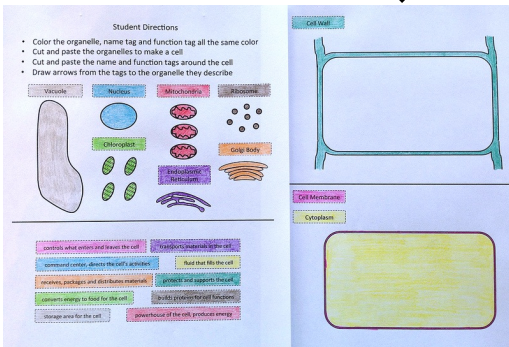 Student Directions
• Color the organelle, name tag and function tag all the same color
• Cut and paste the organelles to make a cell
• Cut and paste the name and function tags around the cell
• Draw arrows from the tags to the organelle they describe
Vacuole
Nucleus
Mitochondria
Ribosome
Chloroplast
Golgi Body
Endoplasmic
Reticulum
controls what enters and leaves the cell
transports materials in the cell
command center, directs the cell's activities
fluid that fills the cell
receives, packages and distributes materials
protects and supports the cell
converts energy to food for the cell
builds proteins for cell functions
storage area for the cell
powerhouse of the cell, produces energy
Cell Wall
Cell Membrane
Cytoplasm